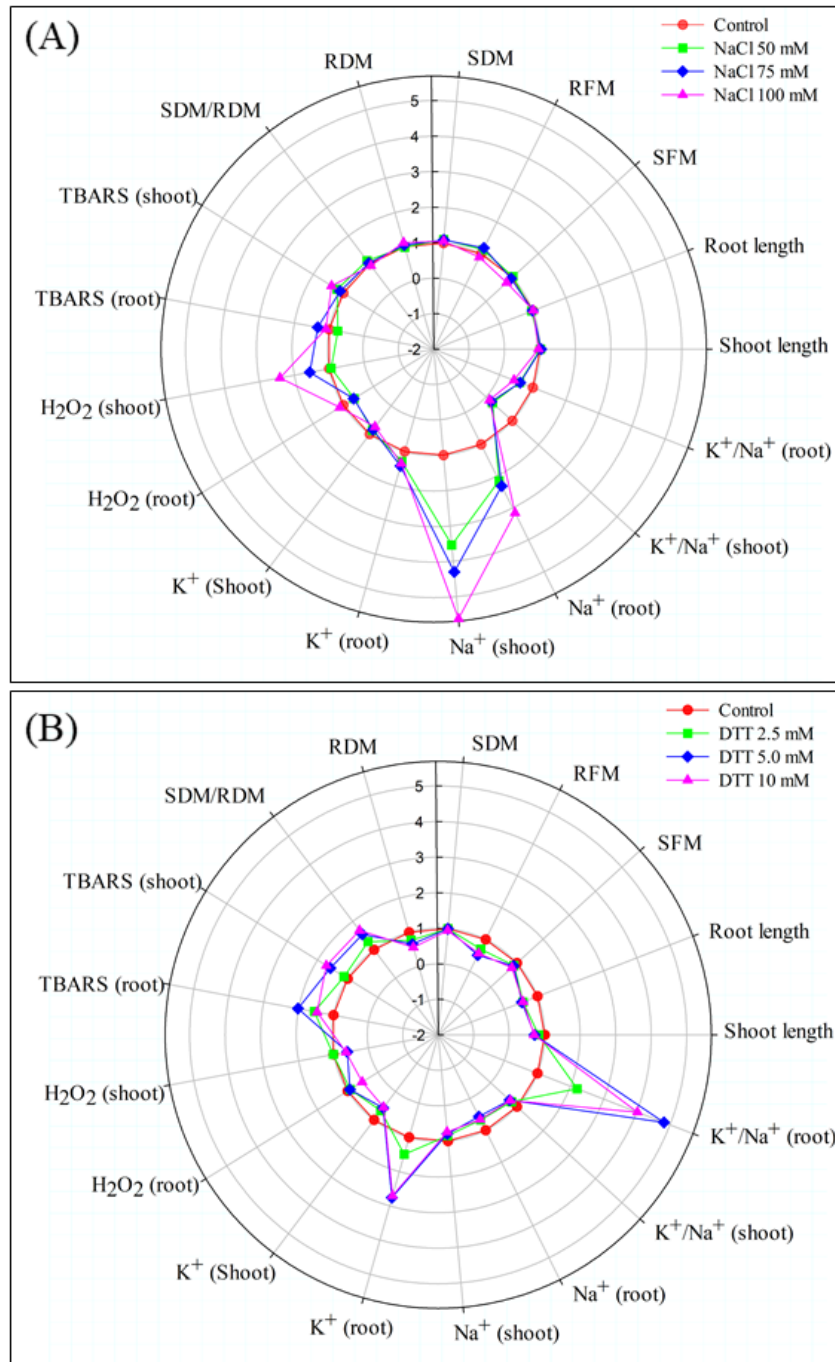 (A)
Control
NaCl 50 mM
NaCl 75 mM
NaCl 100 mM
SDM
RDM
RFM
SDM/RDM
SFM
TBARS (shoot)
Root length
TBARS (root)
Shoot length
H2O2 (shoot)
K+/Na+ (root)
H2O2 (root)
K+/Na+ (shoot)
K+ (Shoot)
Na+ (root)
K+ (root)
Na+ (shoot)
5
4
3
2
1
0
-1
-2
(B)
Control
DTT 2.5 mM
DTT 5.0 mM
DTT 10 mM
SDM
RDM
RFM
SDM/RDM
SFM
TBARS (shoot)
Root length
TBARS (root)
Shoot length
H2O2 (shoot)
K+/Na+ (root)
H2O2 (root)
K+/Na+ (shoot)
K+ (Shoot)
Na+ (root)
K+ (root)
Na+ (shoot)
5
4
3
2
1
0
-1
-2